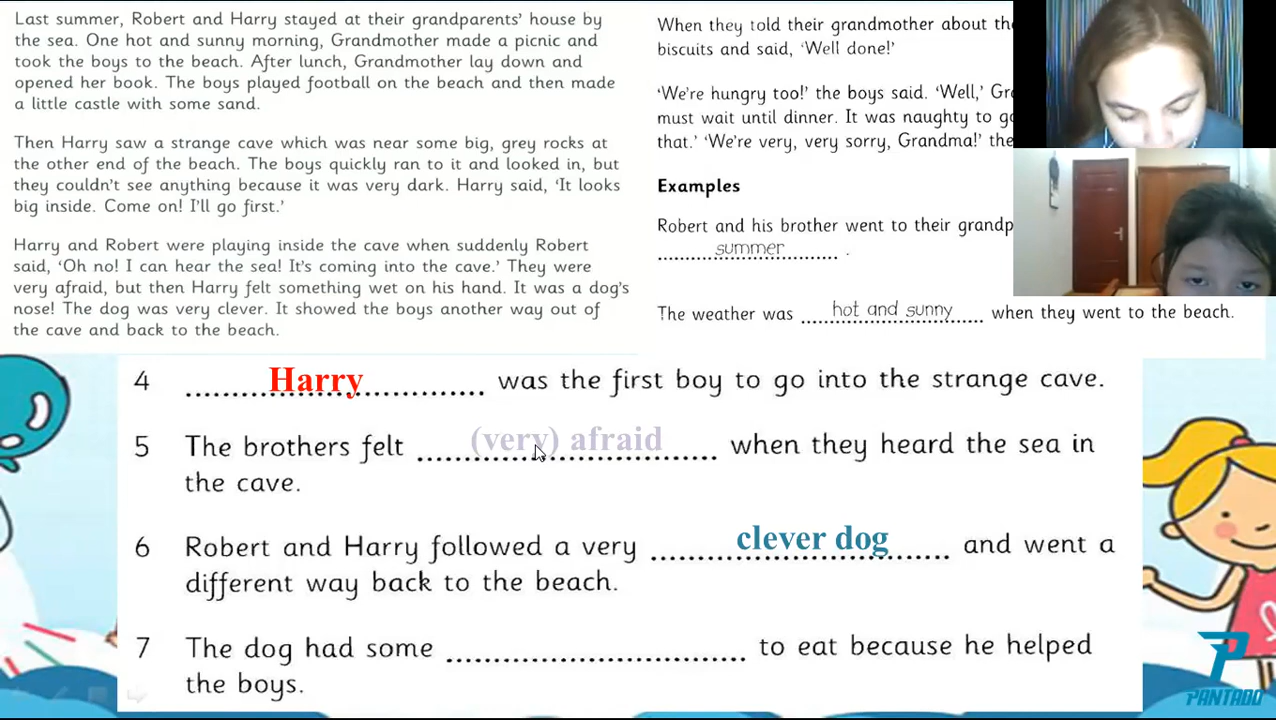 Last summer, Robert and Harry stayed at their grandparents' house by
the sea. One hot and sunny morning, Grandmother made a picnic and
took the boys to the beach. After lunch, Grandmother lay down and
opened her book. The boys played football on the beach and then made
a little castle with some sand.
Then Harry saw a strange cave which was near some big, grey rocks at
the other end of the beach. The boys quickly ran to it and looked in, but
they couldn't see anything because it was very dark. Harry said, 'It looks
big inside. Come on! I'll go first.'
Harry and Robert were playing inside the cave when suddenly Robert
said, 'Oh no! I can hear the sea! It's coming into the cave.' They were
very afraid, but then Harry felt something wet on his hand. It was a dog's
nose! The dog was very clever. It showed the boys another way out of
the cave and back to the beach.
When they told their grandmother about the
biscuits and said, 'Well done!'
'We're hungry too!' the boys said. 'Well,'
must wait until dinner. It was naughty to
that.' 'We're very, very sorry, Grandma!'
Examples
Robert and his brother went to their
summer .
The weather was hot and sunny when they went to the beach.
4 Harry was the first boy to go into the strange cave.
5 The brothers felt (very) afraid when they heard the sea in
the cave.
6 Robert and Harry followed a very clever dog and went a
different way back to the beach.
7 The dog had some to eat because he helped
the boys.
PANTADO